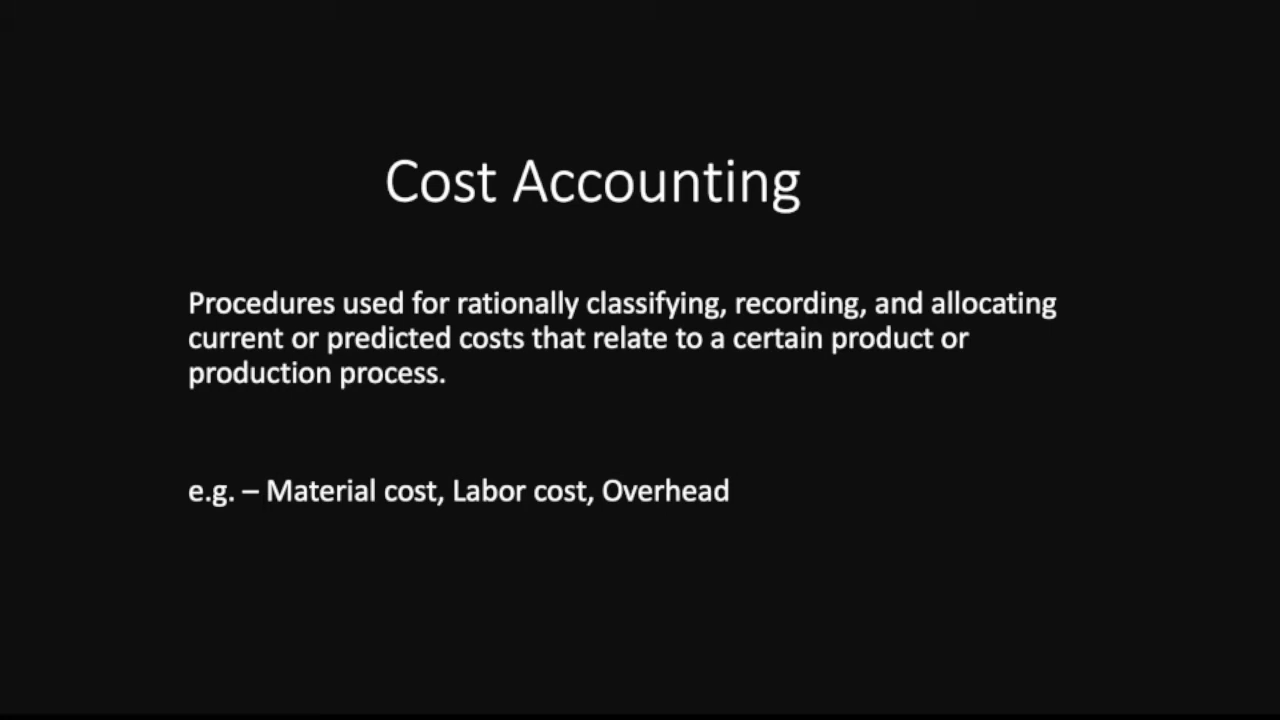 Cost Accounting
Procedures used for rationally classifying, recording, and allocating
current or predicted costs that relate to a certain product or
production process.
e.g. – Material cost, Labor cost, Overhead